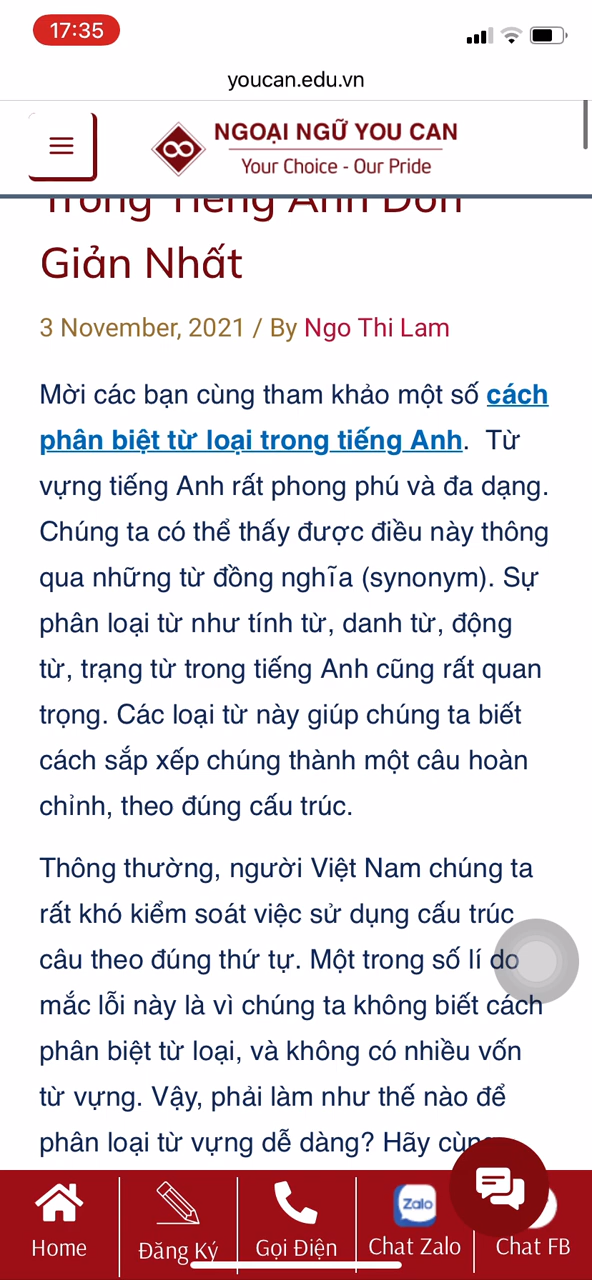 17:35
youcan.edu.vn
NGOẠI NGỮ YOU CAN
Your Choice - Our Pride
Trong Tiếng Anh Đơn
Giản Nhất
3 November, 2021 / By Ngo Thi Lam
Mời các bạn cùng tham khảo một số cách
phân biệt từ loại trong tiếng Anh. Từ
vựng tiếng Anh rất phong phú và đa dạng.
Chúng ta có thể thấy được điều này thông
qua những từ đồng nghĩa (synonym). Sự
phân loại từ như tính từ, danh từ, động
từ, trạng từ trong tiếng Anh cũng rất quan
trọng. Các loại từ này giúp chúng ta biết
cách sắp xếp chúng thành một câu hoàn
chỉnh, theo đúng cấu trúc.
Thông thường, người Việt Nam chúng ta
rất khó kiểm soát việc sử dụng cấu trúc
câu theo đúng thứ tự. Một trong số lí do
mắc lỗi này là vì chúng ta không biết cách
phân biệt từ loại, và không có nhiều vốn
từ vựng. Vậy, phải làm như thế nào để
phân loại từ vựng dễ dàng? Hãy cùng
Zalo
Home
Đăng Ký
Gọi Điện
Chat Zalo
Chat FB